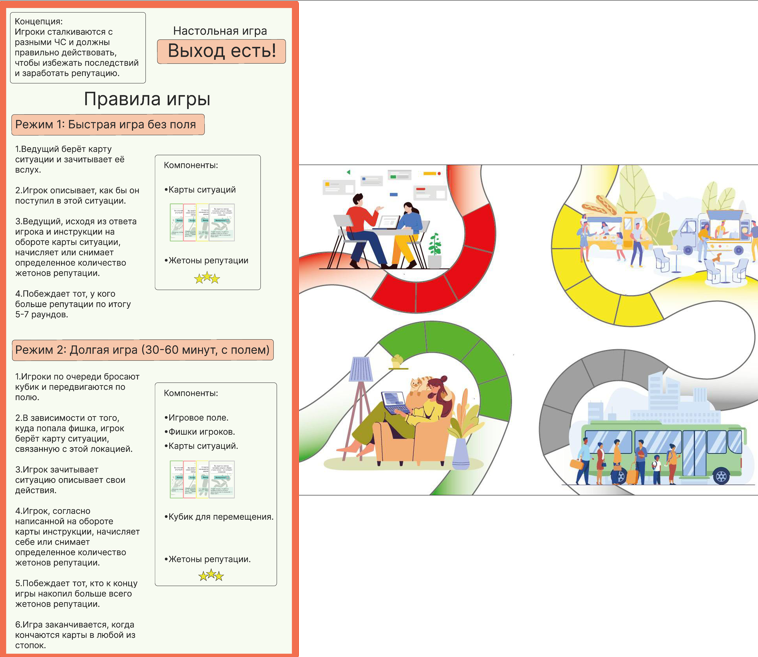 Концепция:
Игроки сталкиваются с
разными ЧС и должны
правильно действовать,
чтобы избежать последствий
и заработать репутацию.
Настольная игра
Выход есть!
Правила игры
Режим 1: Быстрая игра без поля
1.Ведущий берёт карту
ситуации и зачитывает её
вслух.
2.Игрок описывает, как бы он
поступил в этой ситуации.
3.Ведущий, исходя из ответа
игрока и инструкции на
обороте карты ситуации,
начисляет или снимает
определенное количество
жетонов репутации.
4.Побеждает тот, у кого
больше репутации по итогу
5-7 раундов.
Компоненты:
•Карты ситуаций
•Жетоны репутации
Режим 2: Долгая игра (30-60 минут, с полем)
1.Игроки по очереди бросают
кубик и передвигаются по
полю.
2.В зависимости от того,
куда попала фишка, игрок
берёт карту ситуации,
связанную с этой локацией.
3.Игрок зачитывает
ситуацию описывает свои
действия.
4.Игрок, согласно
написанной на обороте
карты инструкции, начисляет
себе или снимает
определенное количество
жетонов репутации.
5.Побеждает тот, кто к концу
игры накопил больше всего
жетонов репутации.
6.Игра заканчивается, когда
кончаются карты в любой из
стопок.
Компоненты:
•Игровое поле.
•Фишки игроков.
•Карты ситуаций.
•Кубик для перемещения.
•Жетоны репутации.